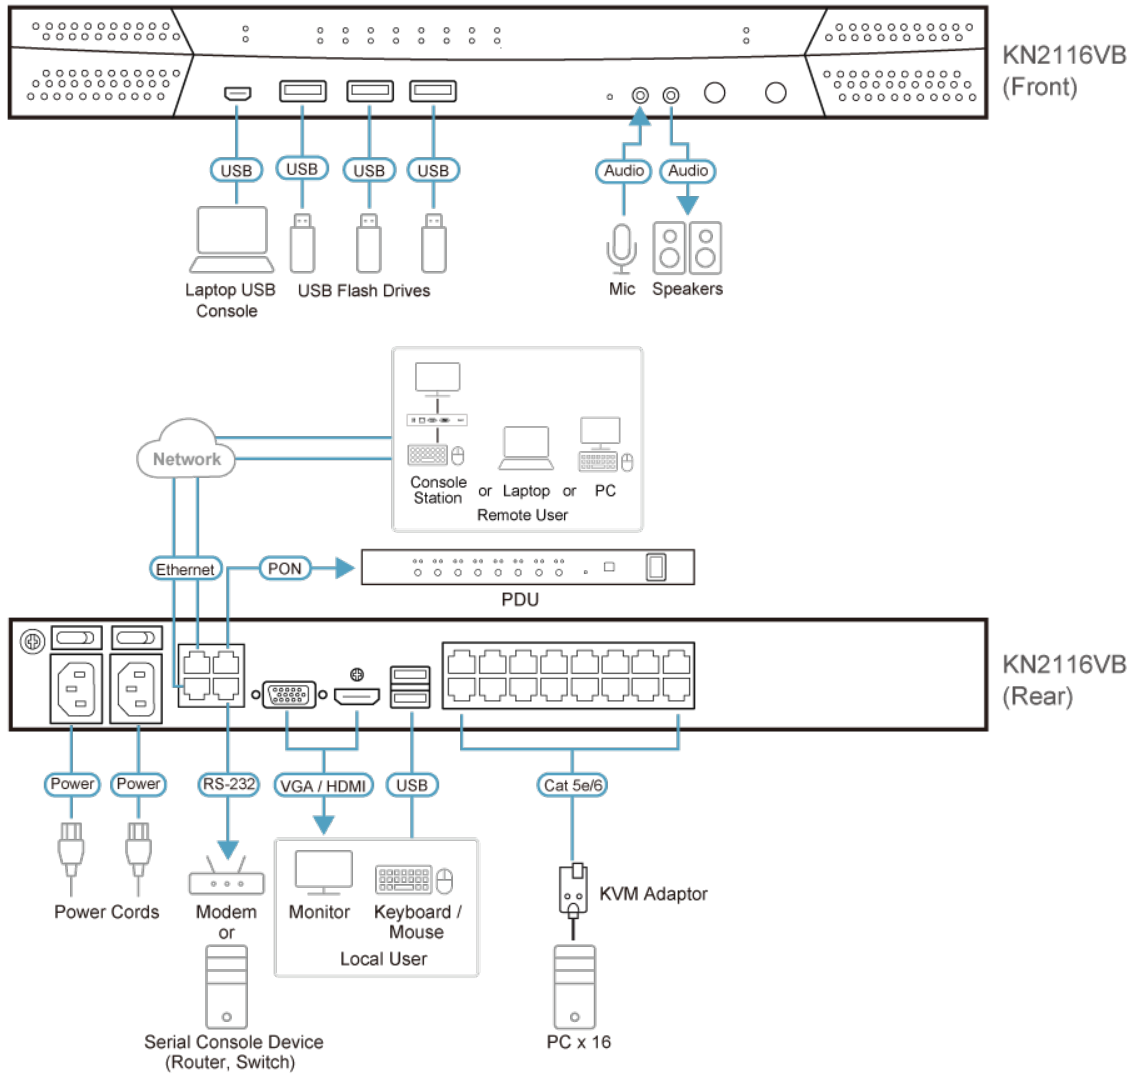 KN2116VB
(Front)
USB
USB
USB
USB
Audio
Audio
Laptop USB
Console
USB Flash Drives
Mic
Speakers
Network
Console
Station
or
Laptop
or
PC
Remote User
Ethernet
PON
PDU
KN2116VB
(Rear)
Power
Power
RS-232
VGA / HDMI
USB
Cat 5e/6
Power Cords
Modem
or
Serial Console Device
(Router, Switch)
Monitor
Keyboard /
Mouse
Local User
KVM Adaptor
PC x 16